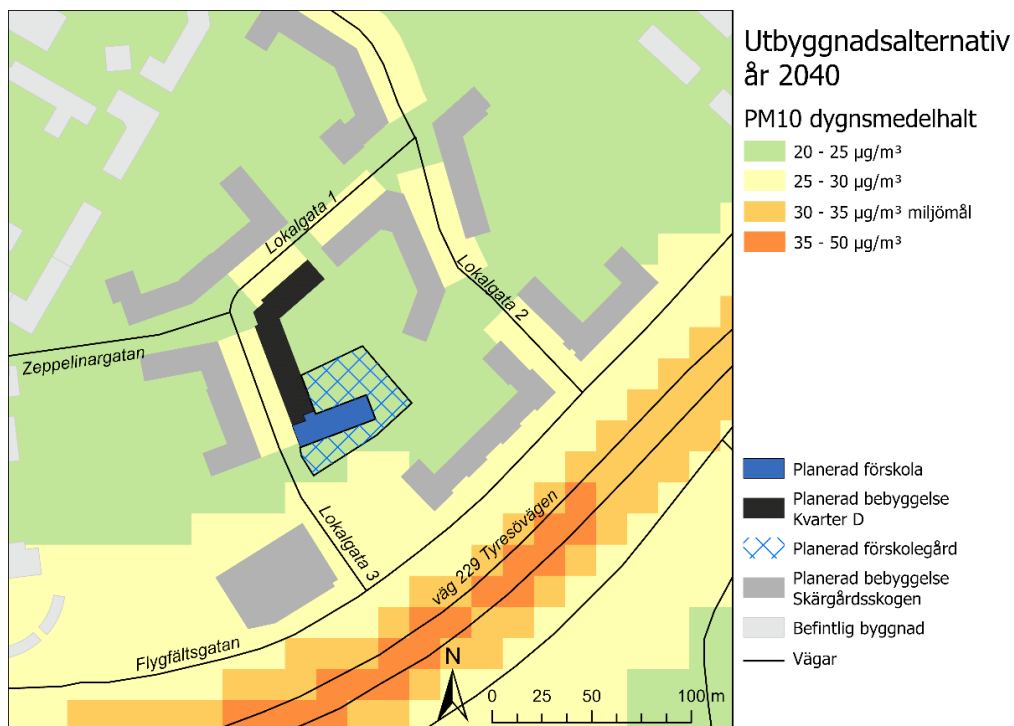 Utbyggnadsalternativ
år 2040
PM10 dygnsmedelhalt
20 - 25 µg/m³
25 - 30 µg/m³
30 - 35 µg/m³ miljömål
35 - 50 µg/m³
Lokalgata 1
Lokalgata 2
Zeppelinargatan
Lokalgata 3
väg 229 Tyresövägen
Flygfältsgatan
N
0 25 50 100 m
Planerad förskola
Planerad bebyggelse
Kvarter D
Planerad förskolegård
Planerad bebyggelse
Skärgårdsskogen
Befintlig byggnad
Vägar